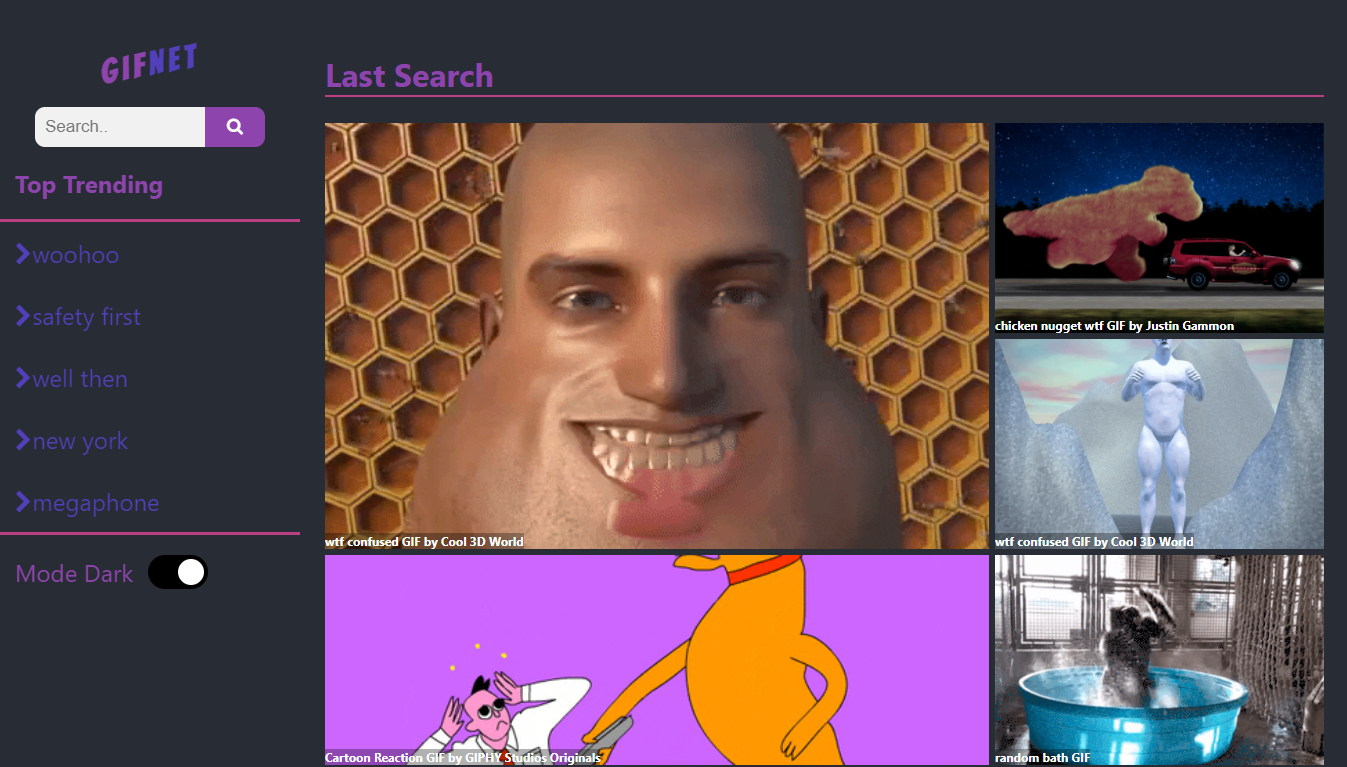 GIFNET
Search..
Top Trending
woohoo
safety first
well then
new york
megaphone
Mode Dark
Last Search
wtf confused GIF by Cool 3D World
chicken nugget wtf GIF by Justin Gammon
wtf confused GIF by Cool 3D World
Cartoon Reaction GIF by GIPHY Studios Originals
random bath GIF